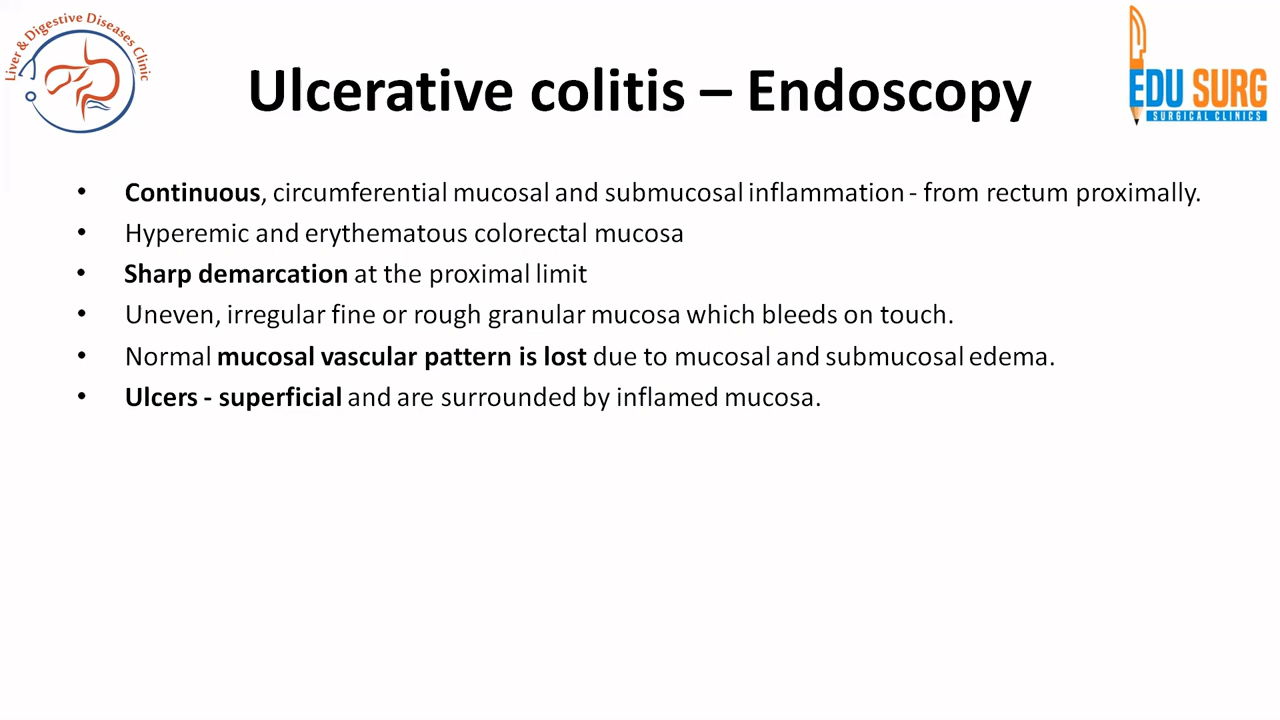 Liver & Digestive Diseases Clinic
EDU SURG
SURGICAL CLINICS
Ulcerative colitis – Endoscopy
• Continuous, circumferential mucosal and submucosal inflammation - from rectum proximally.
• Hyperemic and erythematous colorectal mucosa
• Sharp demarcation at the proximal limit
• Uneven, irregular fine or rough granular mucosa which bleeds on touch.
• Normal mucosal vascular pattern is lost due to mucosal and submucosal edema.
• Ulcers - superficial and are surrounded by inflamed mucosa.